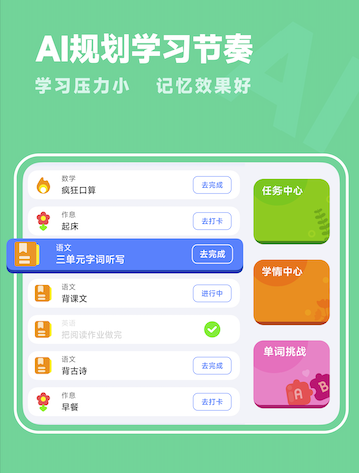 AI规划学习节奏
学习压力小 记忆效果好
数学
疯狂口算
去完成
作息
起床
去打卡
语文
三单元字词听写
去完成
语文
背课文
进行中
英语
把阅读作业做完
语文
背古诗
去完成
作息
早餐
去打卡
任务中心
学情中心
单词挑战
A
B
AI